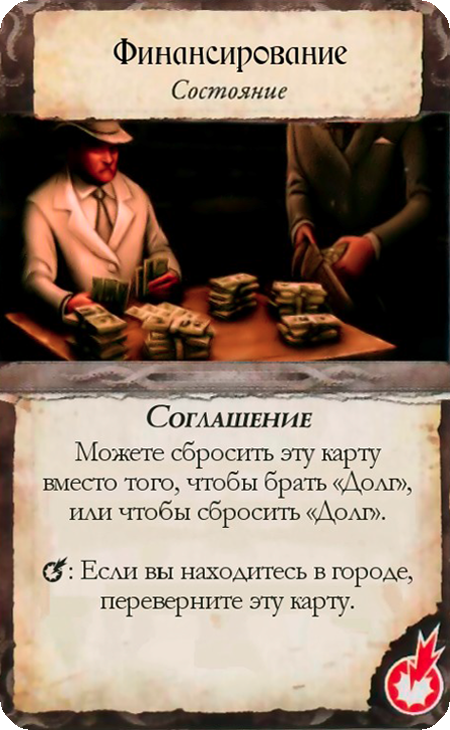 Финансирование
Состояние
Соглашение
Можете сбросить эту карту
вместо того, чтобы брать «Долг»,
или чтобы сбросить «Долг».
: Если вы находитесь в городе,
переверните эту карту.